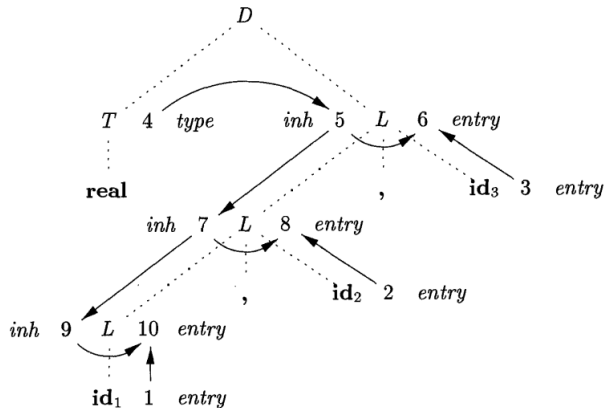 D
T 4 type inh 5 L 6 entry
real , id₃ 3 entry
inh 7 L 8 entry
, id₂ 2 entry
inh 9 L 10 entry
id₁ 1 entry